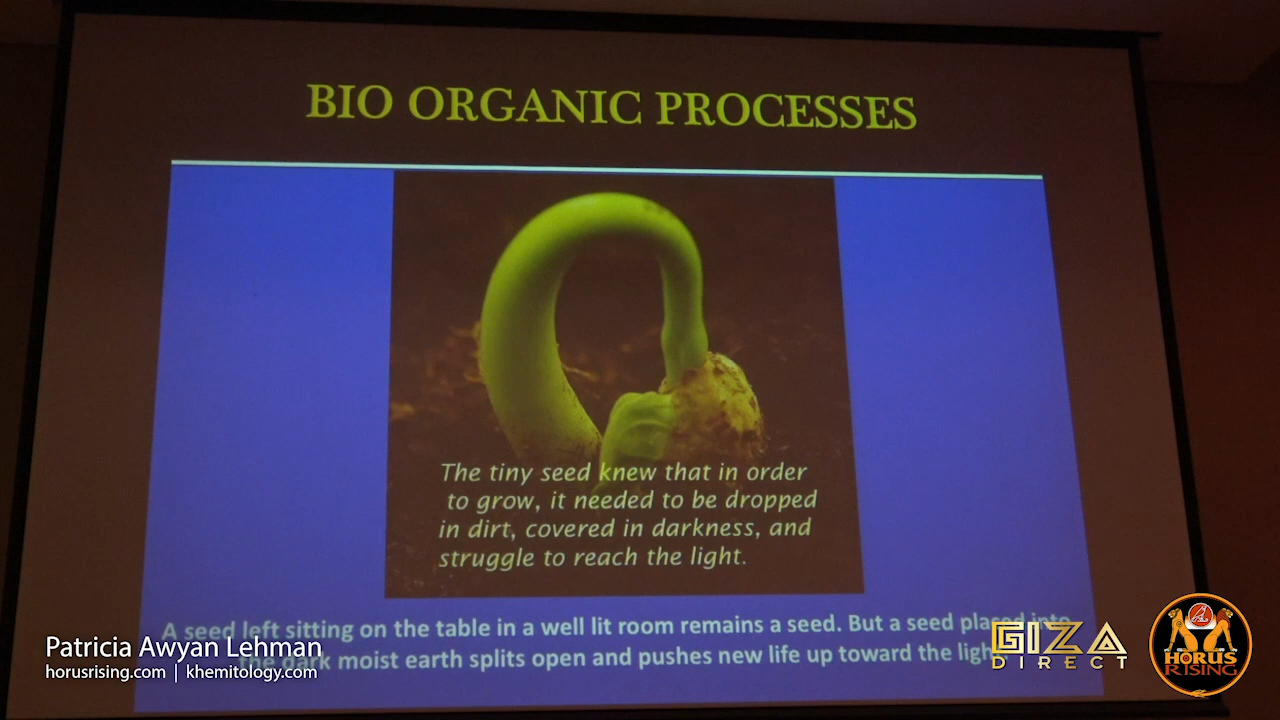 BIO ORGANIC PROCESSES
The tiny seed knew that in order
to grow, it needed to be dropped
in dirt, covered in darkness, and
struggle to reach the light.
A seed left sitting on the table in a well lit room remains a seed. But a seed placed into
the dark moist earth splits open and pushes new life up toward the light
Patricia Awyan Lehman
horusrising.com | khemitology.com
GIZA
DIRECT
HORUS
RISING